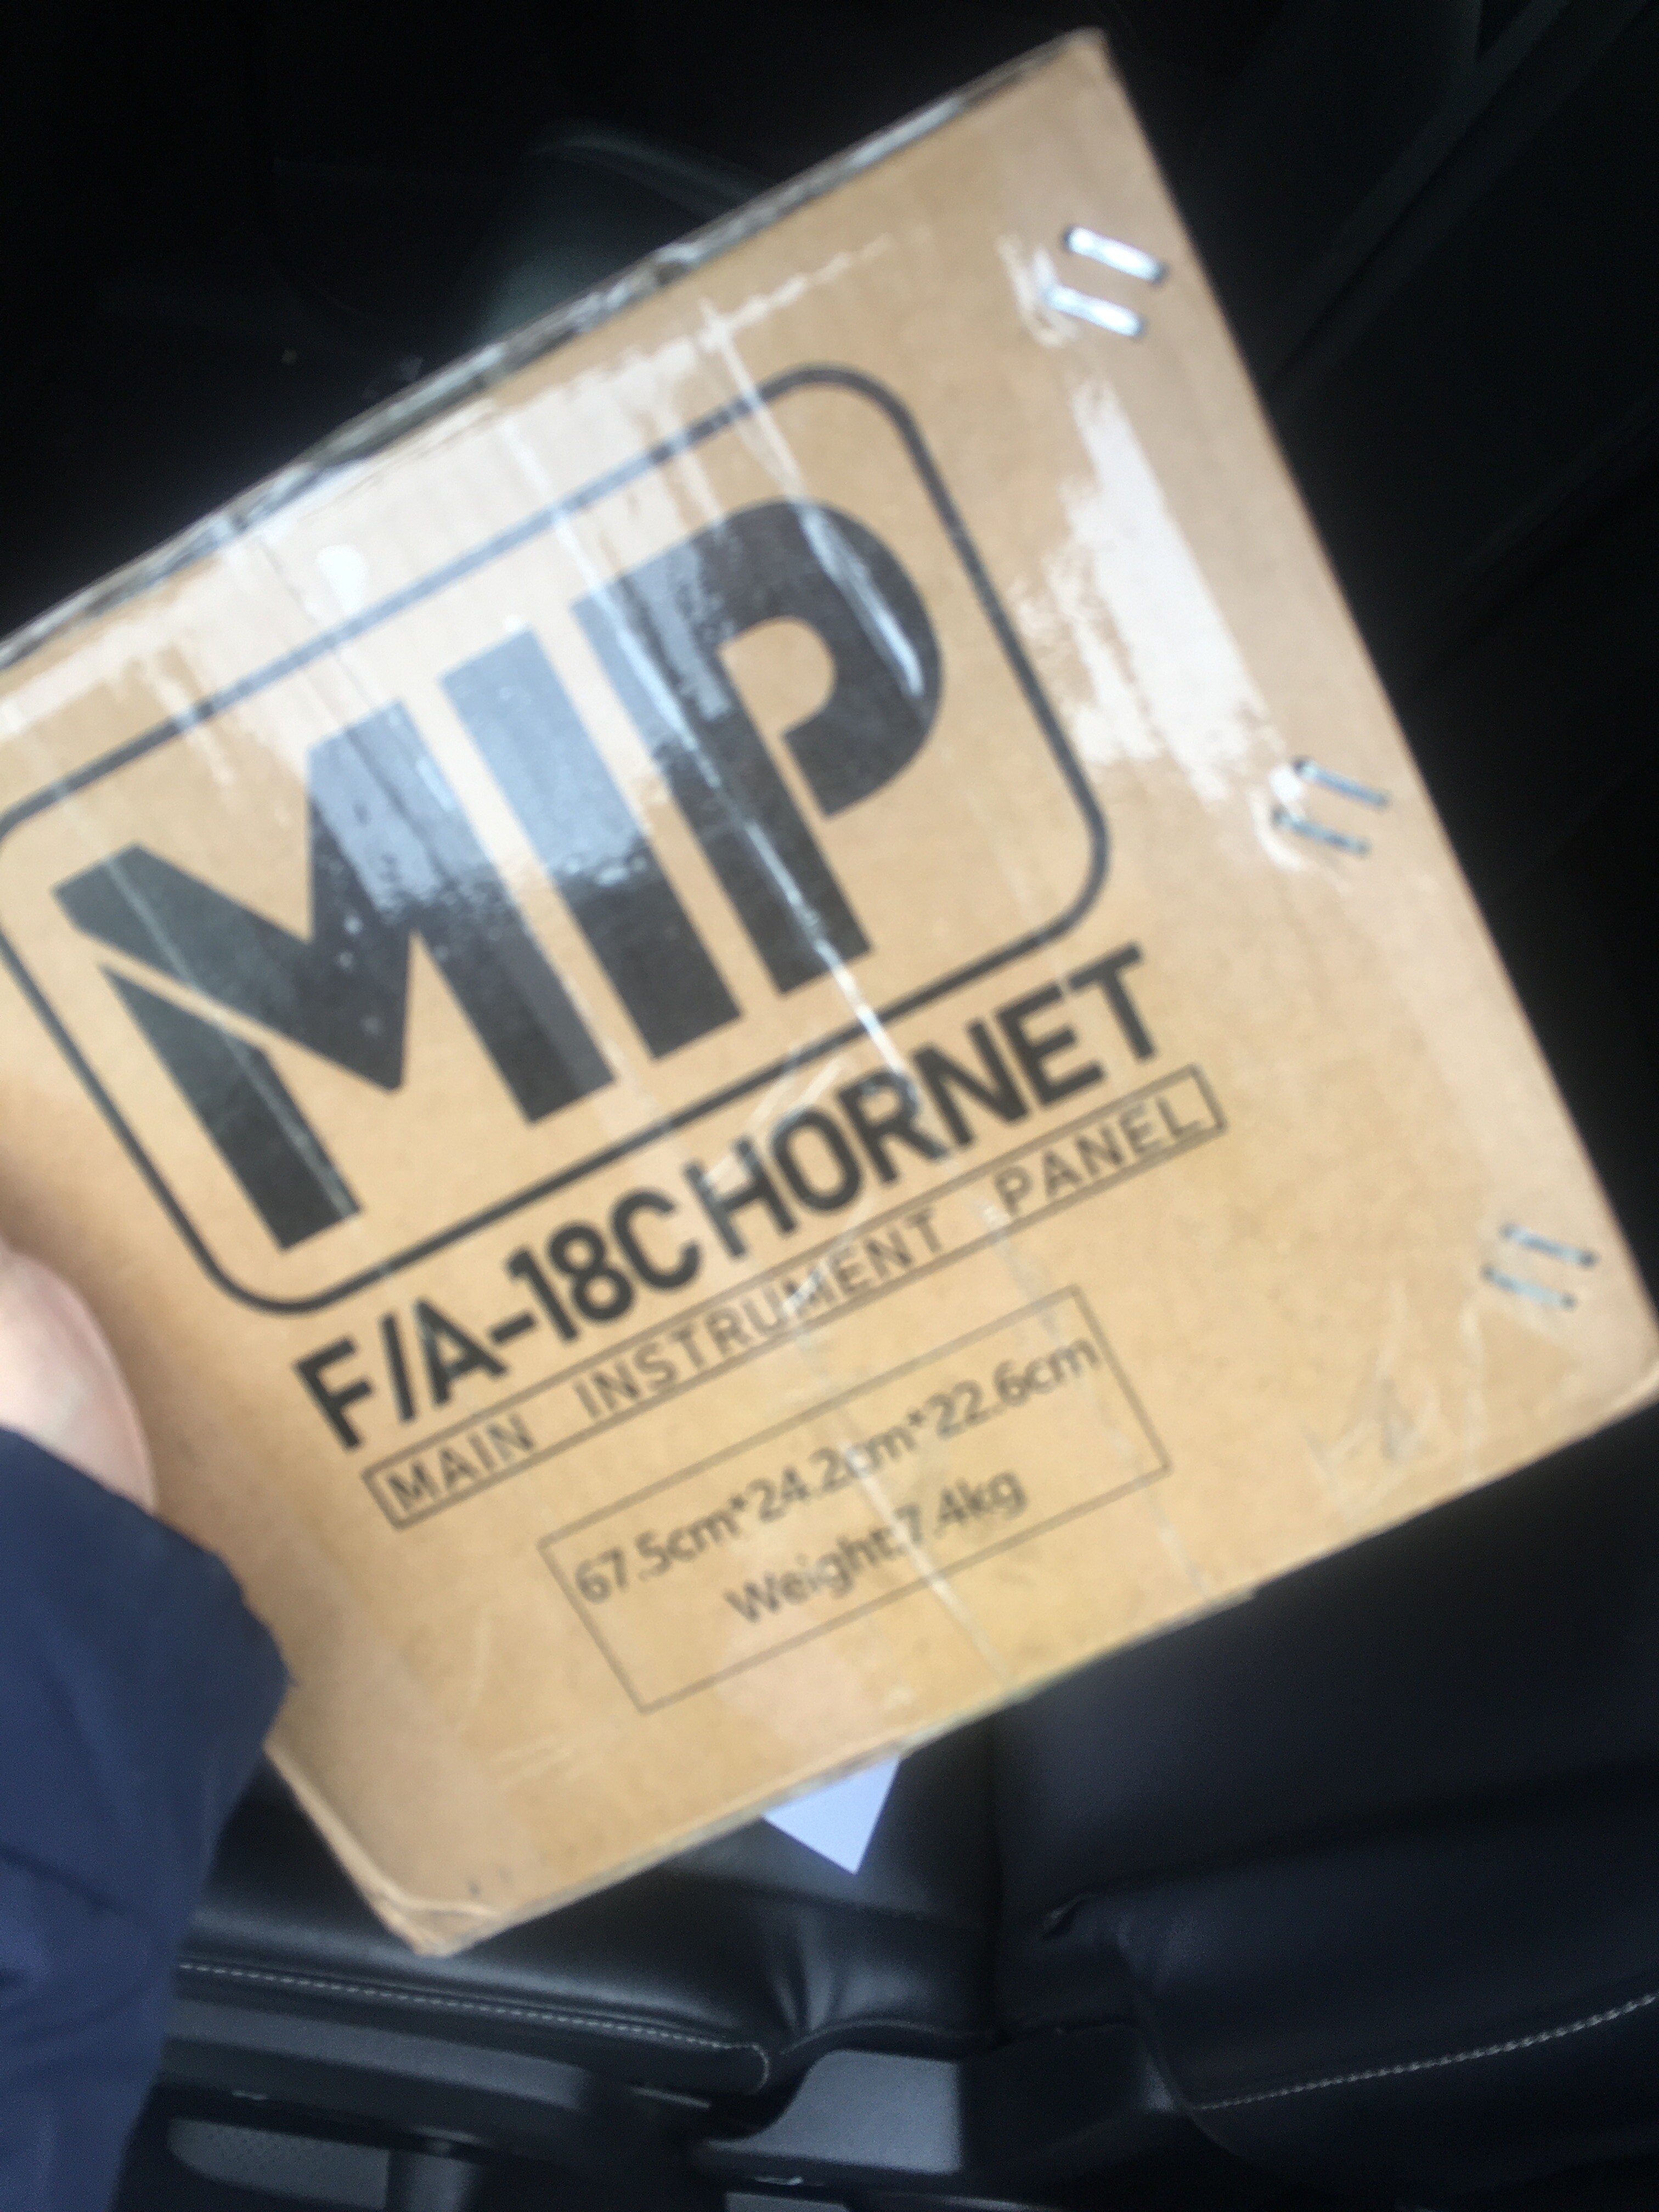 MIP
F/A-18C HORNET
MAIN INSTRUMENT PANEL
67.5cm*24.2cm*22.6cm
Weight:7.4kg